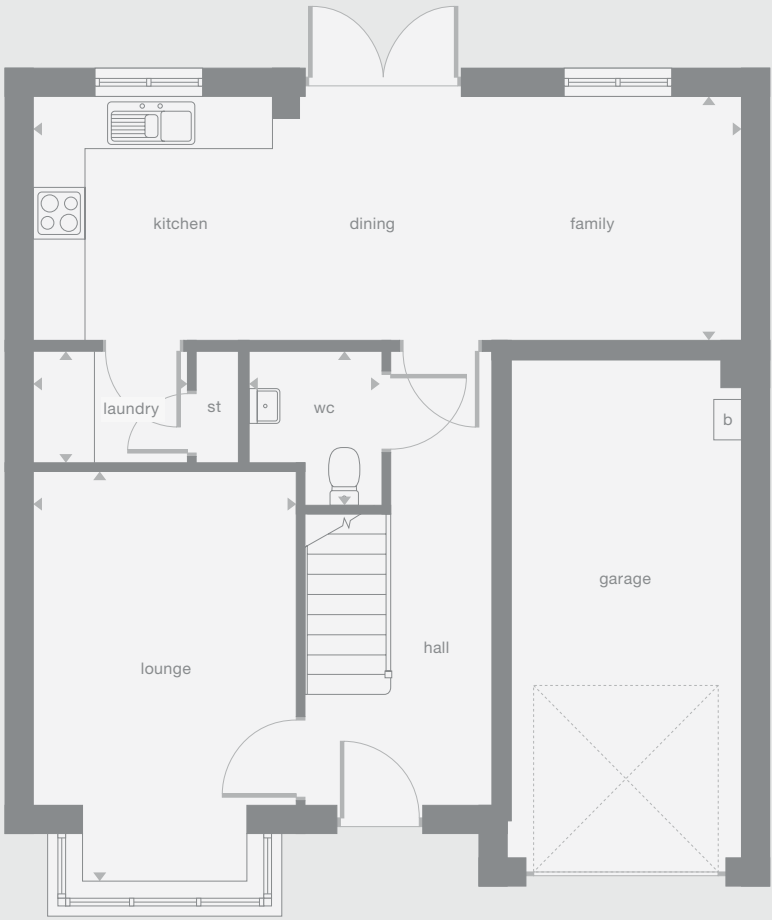 kitchen
dining
family
laundry
st
wc
b
garage
hall
lounge